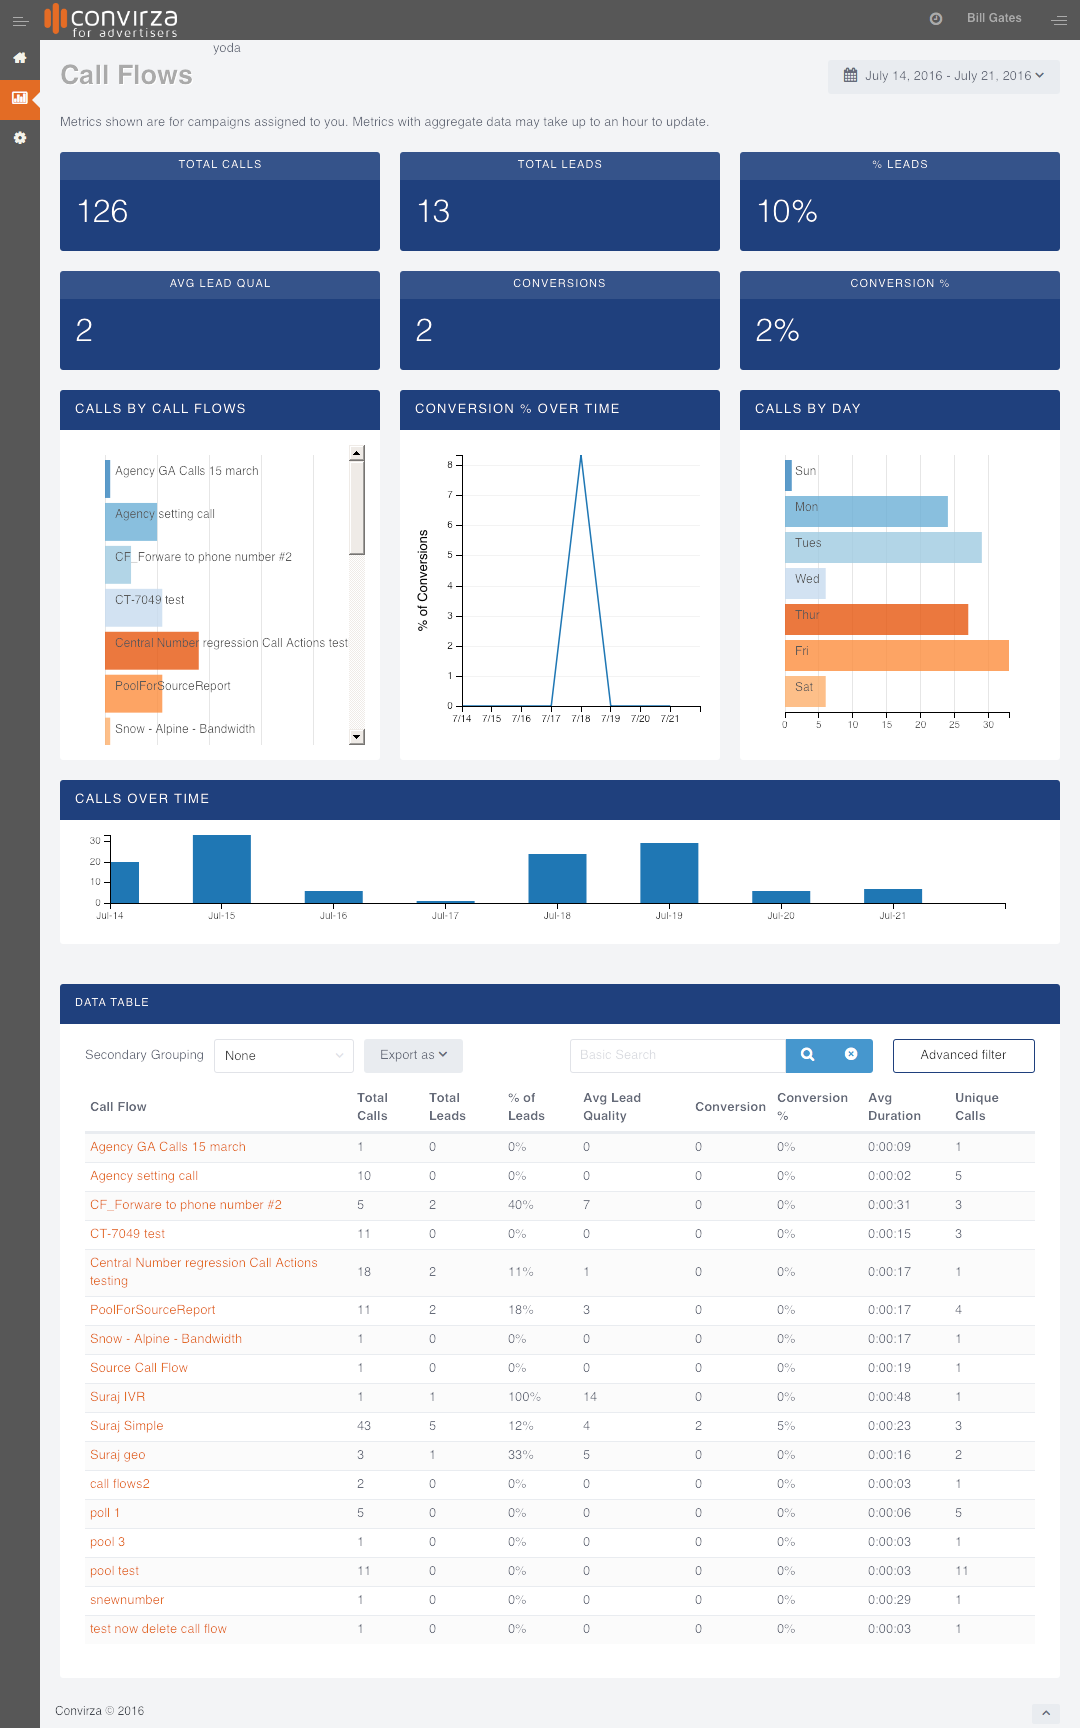 convirza
for advertisers
Bill Gates
yoda
Call Flows
July 14, 2016 - July 21, 2016
Metrics shown are for campaigns assigned to you. Metrics with aggregate data may take up to an hour to update.
TOTAL CALLS
126
TOTAL LEADS
13
% LEADS
10%
AVG LEAD QUAL
2
CONVERSIONS
2
CONVERSION %
2%
CALLS BY CALL FLOWS
Agency GA Calls 15 march
Agency setting call
CF_Forware to phone number #2
CT-7049 test
Central Number regression Call Actions test
PoolForSourceReport
Snow - Alpine - Bandwidth
CONVERSION % OVER TIME
% of Conversions
8
7
6
5
4
3
2
1
0
7/14 7/15 7/16 7/17 7/18 7/19 7/20 7/21
CALLS BY DAY
Sun
Mon
Tues
Wed
Thur
Fri
Sat
0 5 10 15 20 25 30
CALLS OVER TIME
30
20
10
0
Jul-14 Jul-15 Jul-16 Jul-17 Jul-18 Jul-19 Jul-20 Jul-21
DATA TABLE
Secondary Grouping None Export as Basic Search Advanced filter
Call Flow Total Calls Total Leads % of Leads Avg Lead Quality Conversion Conversion % Avg Duration Unique Calls
Agency GA Calls 15 march 1 0 0% 0 0 0% 0:00:09 1
Agency setting call 10 0 0% 0 0 0% 0:00:02 5
CF_Forware to phone number #2 5 2 40% 7 0 0% 0:00:31 3
CT-7049 test 11 0 0% 0 0 0% 0:00:15 3
Central Number regression Call Actions testing 18 2 11% 1 0 0% 0:00:17 1
PoolForSourceReport 11 2 18% 3 0 0% 0:00:17 4
Snow - Alpine - Bandwidth 1 0 0% 0 0 0% 0:00:17 1
Source Call Flow 1 0 0% 0 0 0% 0:00:19 1
Suraj IVR 1 1 100% 14 0 0% 0:00:48 1
Suraj Simple 43 5 12% 4 2 5% 0:00:23 3
Suraj geo 3 1 33% 5 0 0% 0:00:16 2
call flows2 2 0 0% 0 0 0% 0:00:03 1
poll 1 5 0 0% 0 0 0% 0:00:06 5
pool 3 1 0 0% 0 0 0% 0:00:03 1
pool test 11 0 0% 0 0 0% 0:00:03 11
snewnumber 1 0 0% 0 0 0% 0:00:29 1
test now delete call flow 1 0 0% 0 0 0% 0:00:03 1
Convirza © 2016